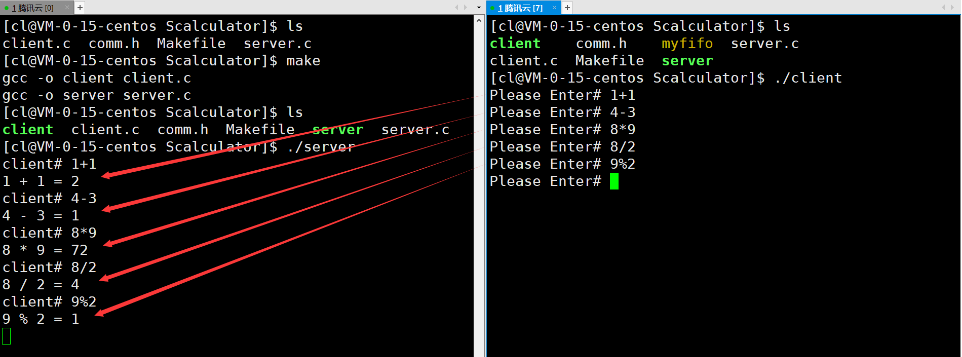 1 腾讯云 [0]
[cl@VM-0-15-centos Scalculator]$ ls
client.c  comm.h  Makefile  server.c
[cl@VM-0-15-centos Scalculator]$ make
gcc -o client client.c
gcc -o server server.c
[cl@VM-0-15-centos Scalculator]$ ls
client  client.c  comm.h  Makefile  server  server.c
[cl@VM-0-15-centos Scalculator]$ ./server
client# 1+1
1 + 1 = 2
client# 4-3
4 - 3 = 1
client# 8*9
8 * 9 = 72
client# 8/2
8 / 2 = 4
client# 9%2
9 % 2 = 1
1 腾讯云 [7]
[cl@VM-0-15-centos Scalculator]$ ls
client    comm.h    myfifo  server.c
client.c  Makefile  server
[cl@VM-0-15-centos Scalculator]$ ./client
Please Enter# 1+1
Please Enter# 4-3
Please Enter# 8*9
Please Enter# 8/2
Please Enter# 9%2
Please Enter#